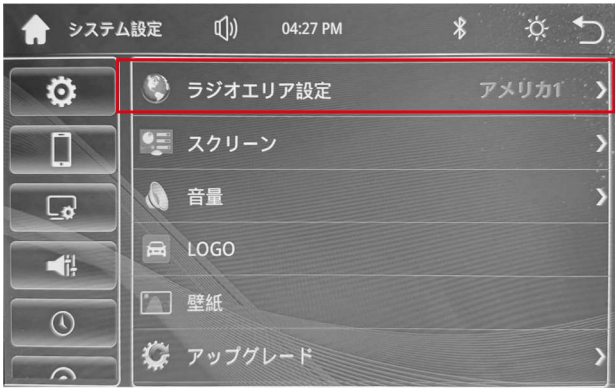 システム設定 04:27 PM
ラジオエリア設定 アメリカ1
スクリーン
音量
LOGO
壁紙
アップグレード